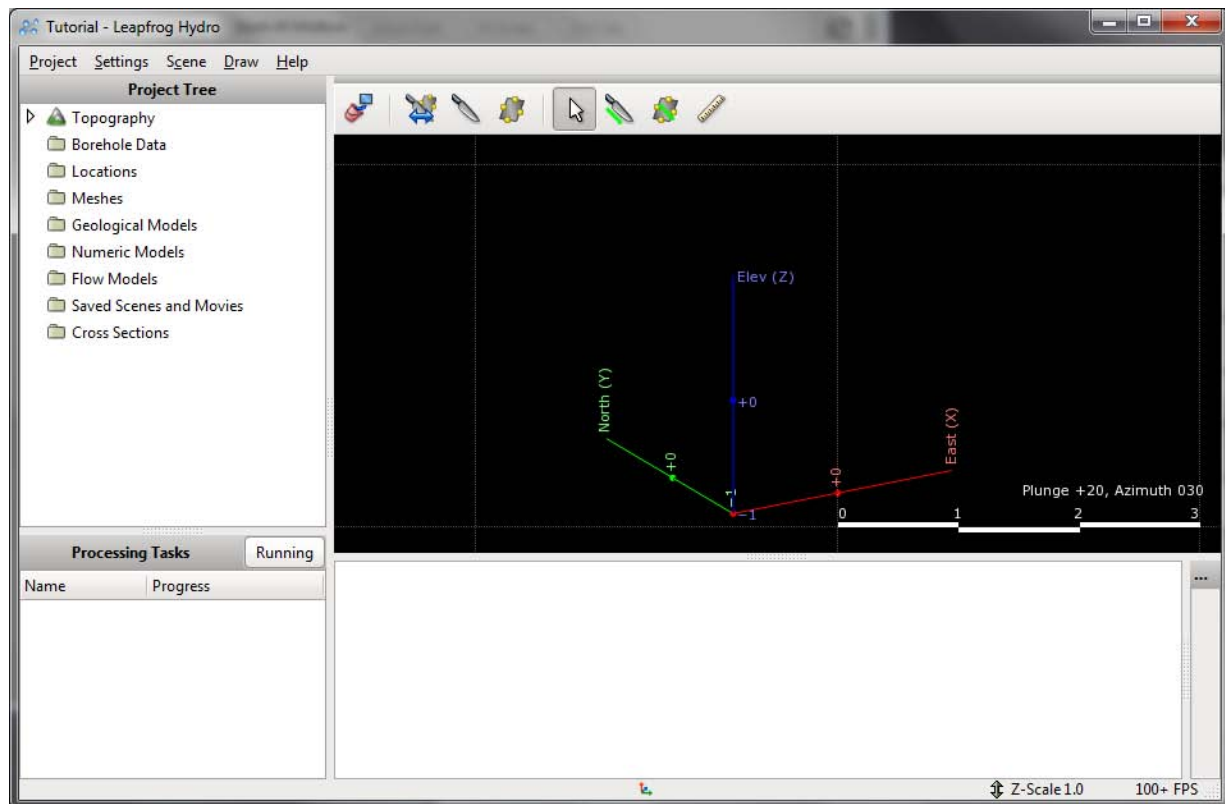 Tutorial - Leapfrog Hydro
Project Settings Scene Draw Help
Project Tree
Topography
Borehole Data
Locations
Meshes
Geological Models
Numeric Models
Flow Models
Saved Scenes and Movies
Cross Sections
Processing Tasks Running
Name Progress
Elev (Z)
+0
North (Y)
+0
-1
-1
East (X)
+0
Plunge +20, Azimuth 030
0 1 2 3
...
Z-Scale 1.0 100+ FPS